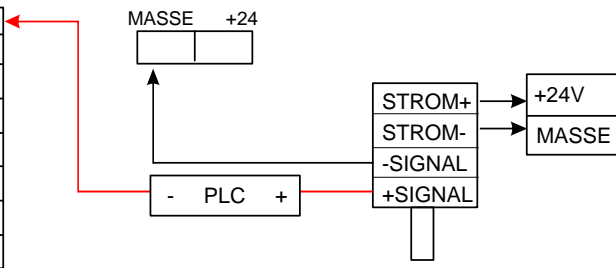 MASSE +24
STROM+
STROM-
-SIGNAL
+SIGNAL
+24V
MASSE
- PLC +